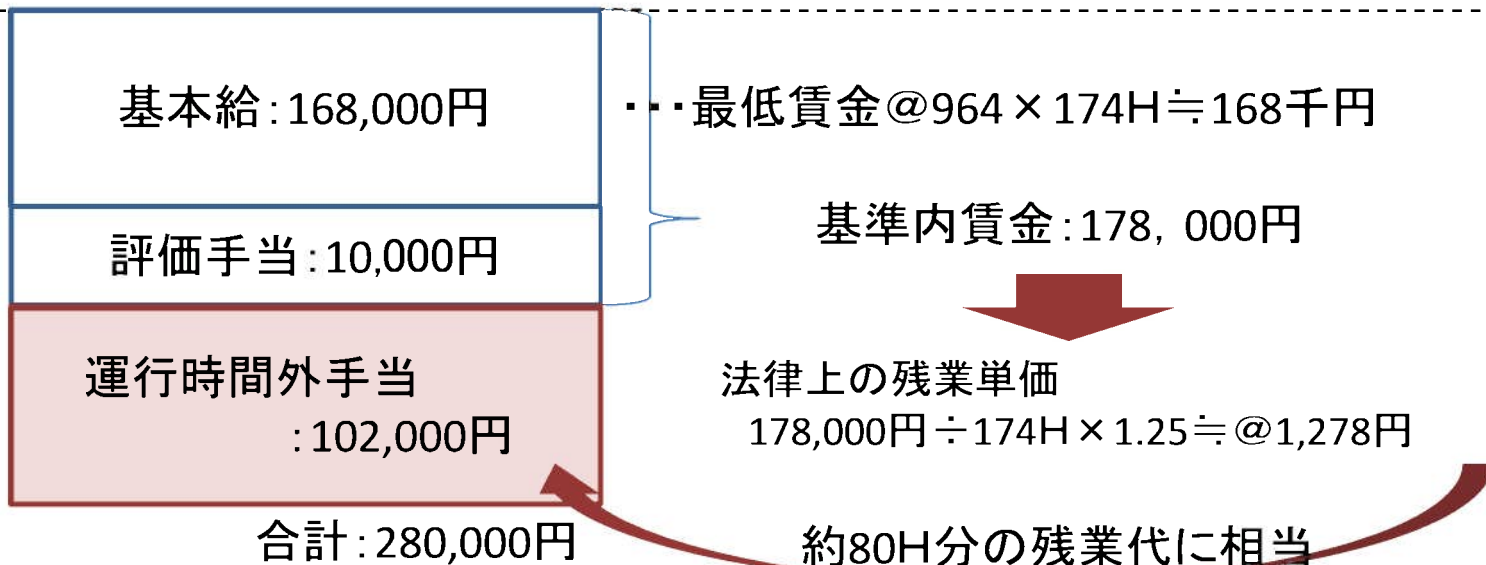 基本給:168,000円
・・・最低賃金@964×174H≒168千円
評価手当:10,000円
基準内賃金:178，000円
運行時間外手当
:102,000円
法律上の残業単価
178,000円÷174H×1.25≒@1,278円
合計:280,000円
約80H分の残業代に相当